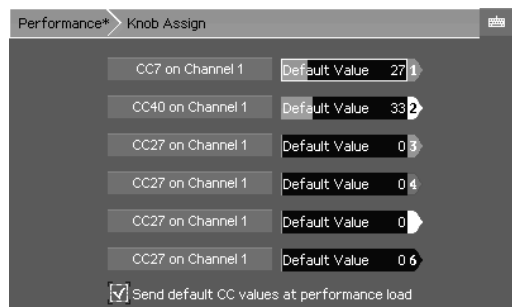 Performance* Knob Assign
CC7 on Channel 1 Default Value 27 1
CC40 on Channel 1 Default Value 33 2
CC27 on Channel 1 Default Value 0 3
CC27 on Channel 1 Default Value 0 4
CC27 on Channel 1 Default Value 0
CC27 on Channel 1 Default Value 0 6
Send default CC values at performance load